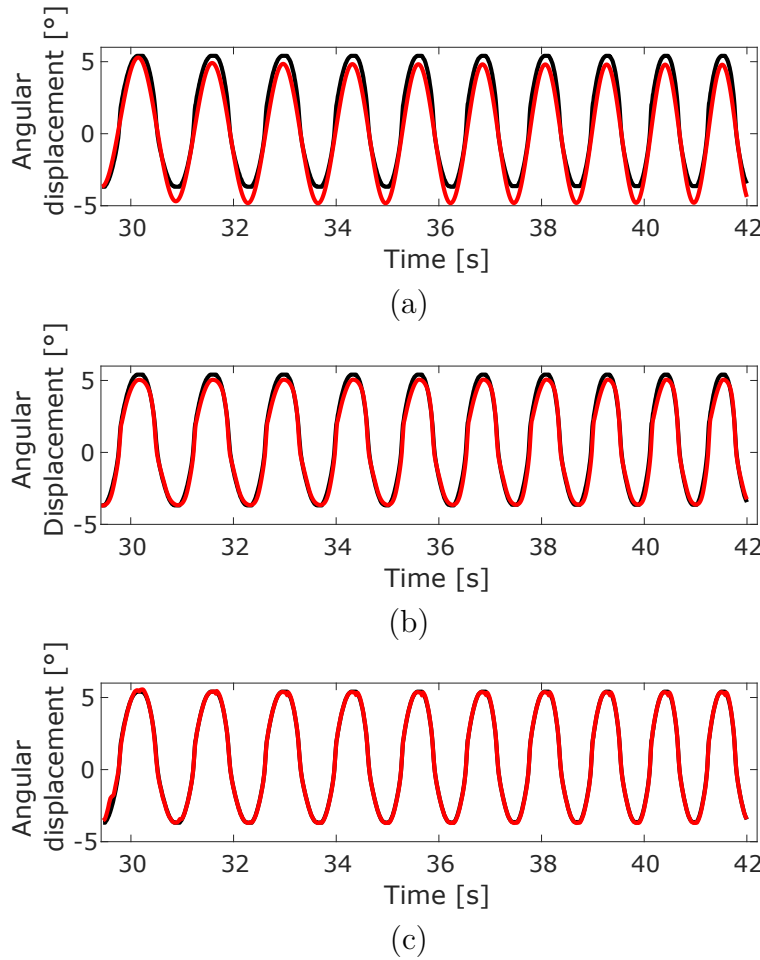 Angular
displacement [°]
5
0
-5
30 32 34 36 38 40 42
Time [s]
(a)
Angular
Displacement [°]
5
0
-5
30 32 34 36 38 40 42
Time [s]
(b)
Angular
displacement [°]
5
0
-5
30 32 34 36 38 40 42
Time [s]
(c)